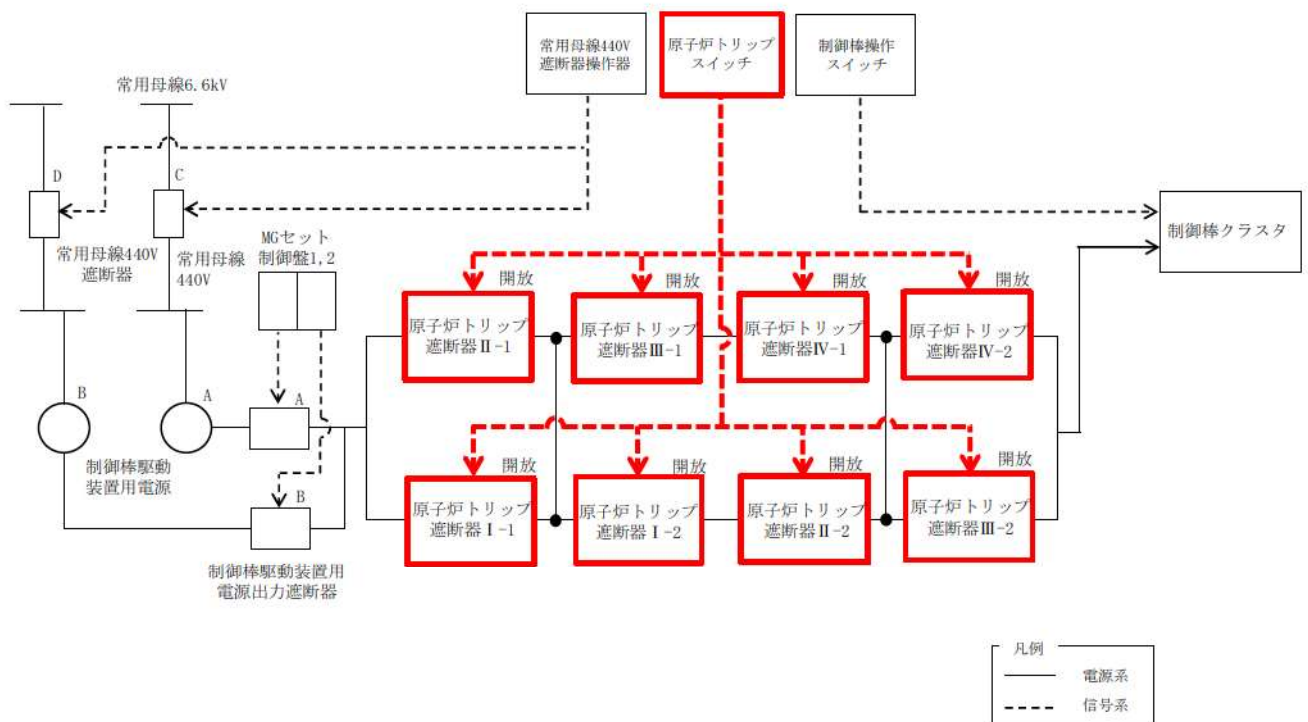 常用母線440V
遮断器操作器
原子炉トリップ
スイッチ
制御棒操作
スイッチ
常用母線6.6kV
D
C
常用母線440V
遮断器
常用母線
440V
MGセット
制御盤1,2
制御棒クラスタ
開放
開放
開放
開放
原子炉トリップ
遮断器Ⅱ-1
原子炉トリップ
遮断器Ⅲ-1
原子炉トリップ
遮断器Ⅳ-1
原子炉トリップ
遮断器Ⅳ-2
B
A
A
制御棒駆動
装置用電源
B
開放
開放
開放
開放
原子炉トリップ
遮断器Ⅰ-1
原子炉トリップ
遮断器Ⅰ-2
原子炉トリップ
遮断器Ⅱ-2
原子炉トリップ
遮断器Ⅲ-2
制御棒駆動装置用
電源出力遮断器
凡例
電源系
信号系